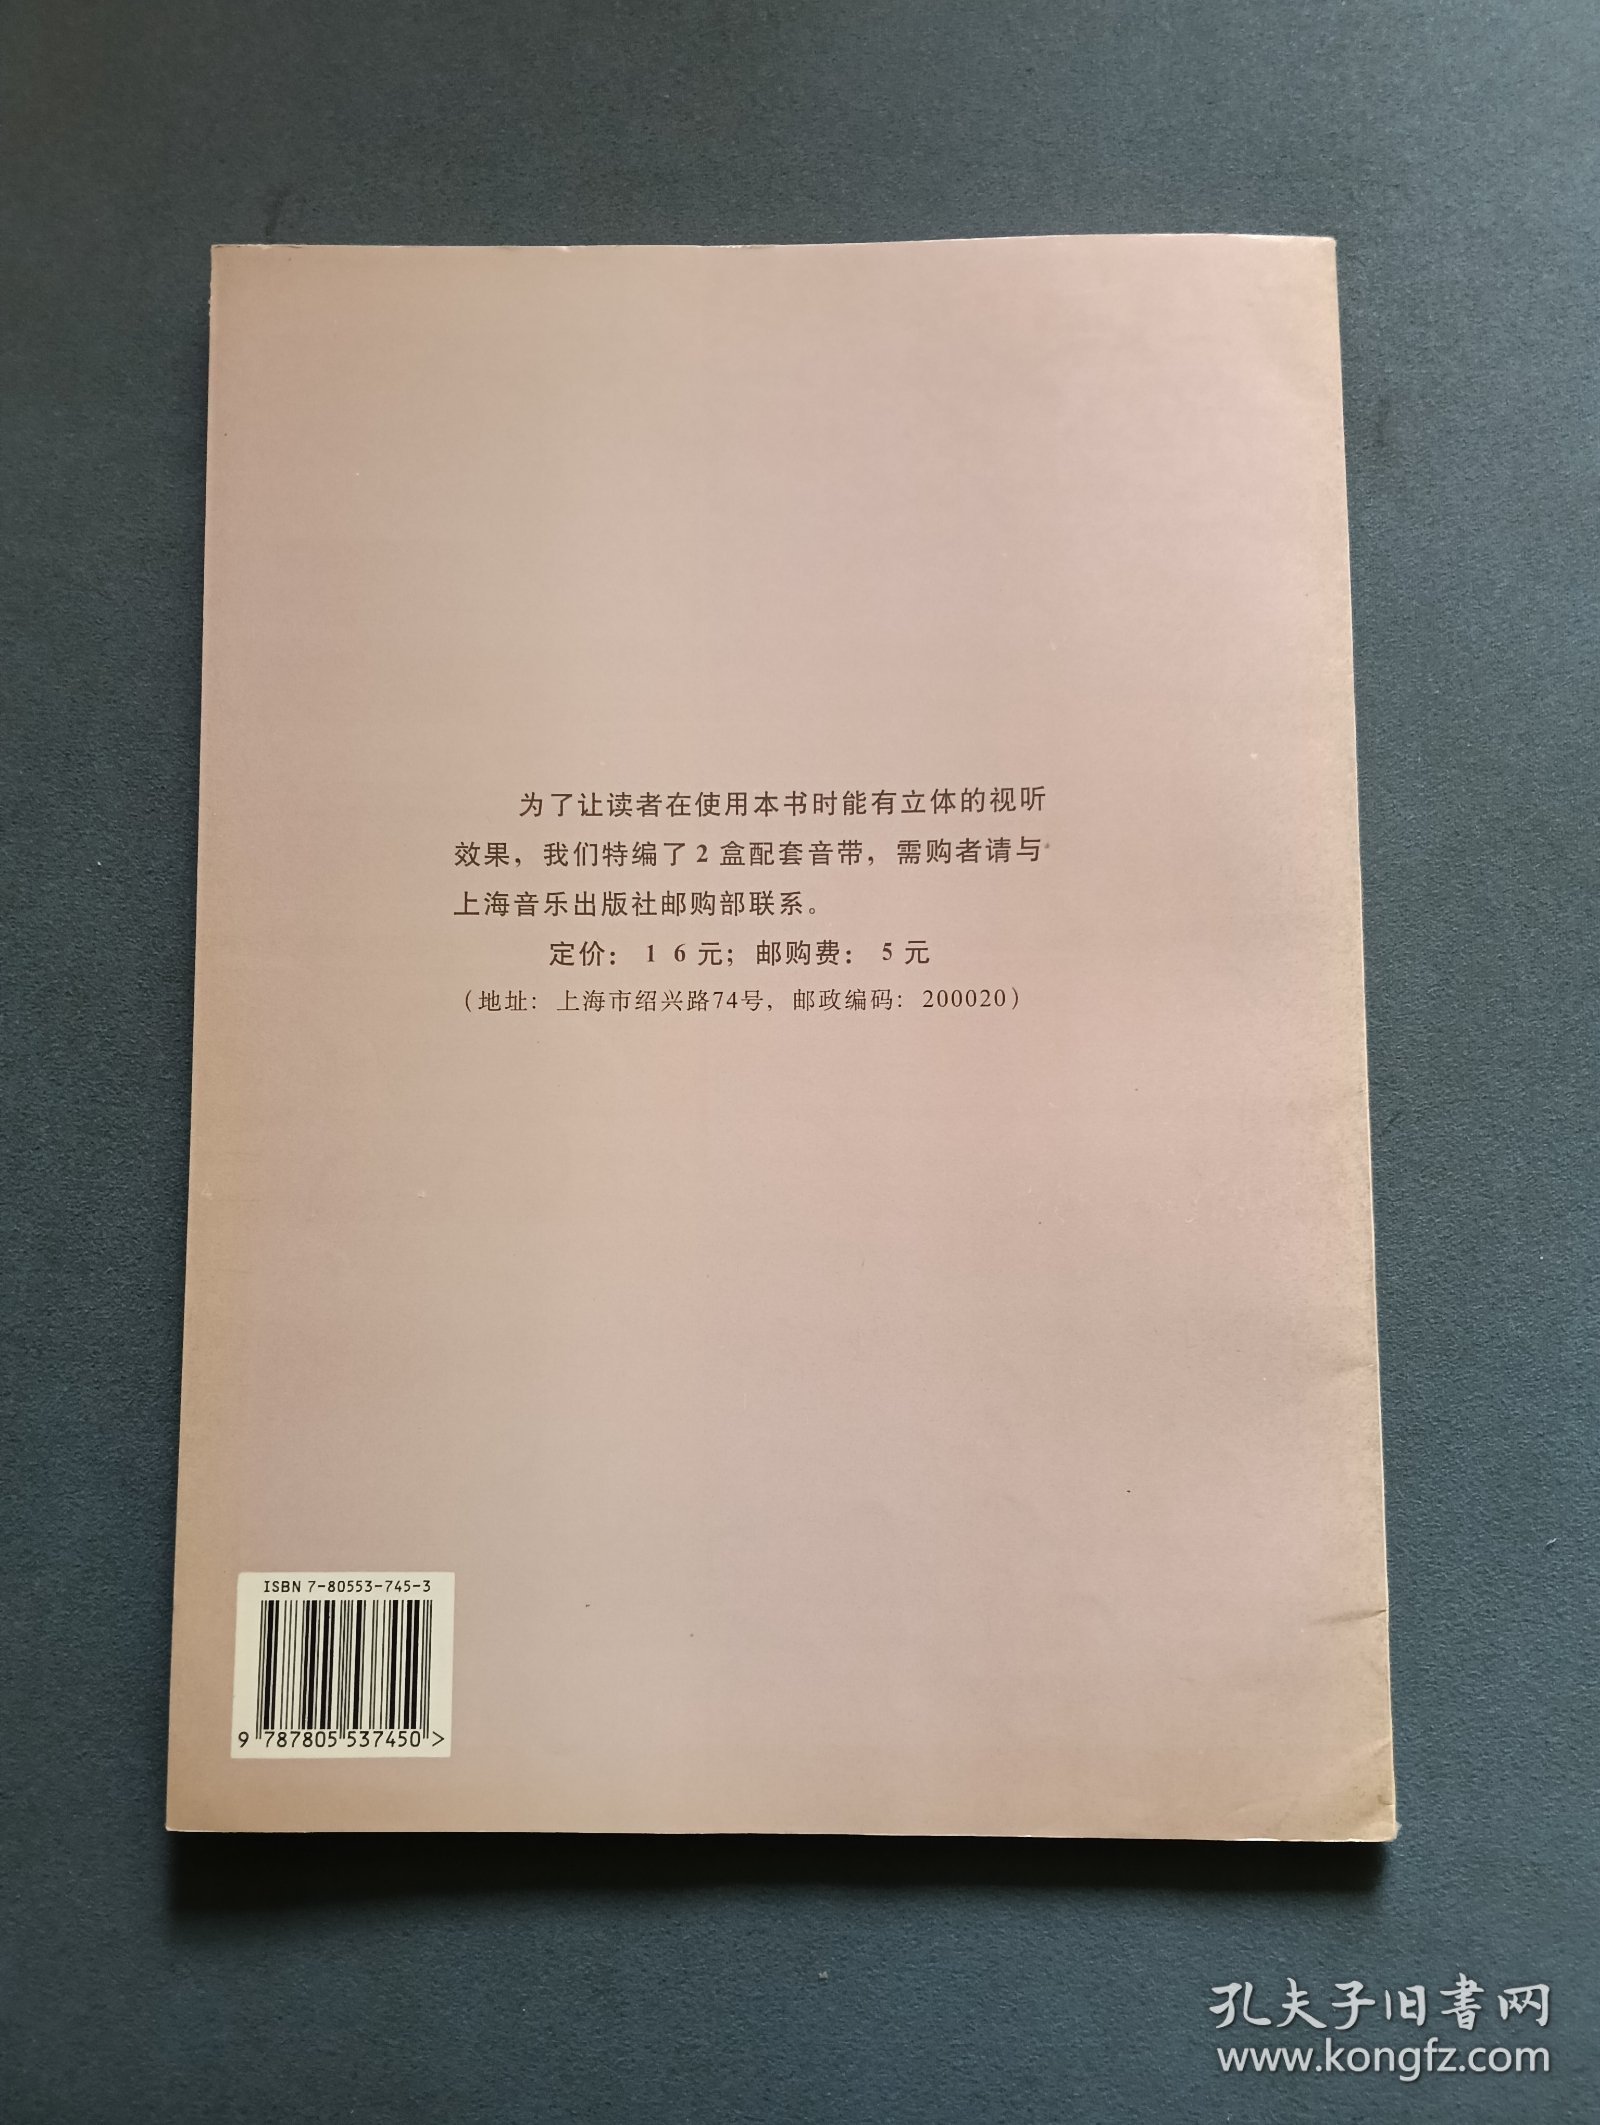 为了让读者在使用本书时能有立体的视听
效果，我们特编了2盒配套音带，需购者请与
上海音乐出版社邮购部联系。
定价：16元；邮购费：5元
（地址：上海市绍兴路74号，邮政编码：200020）
ISBN 7-80553-745-3
9 787805 537450 >
孔夫子旧书网
www.kongfz.com